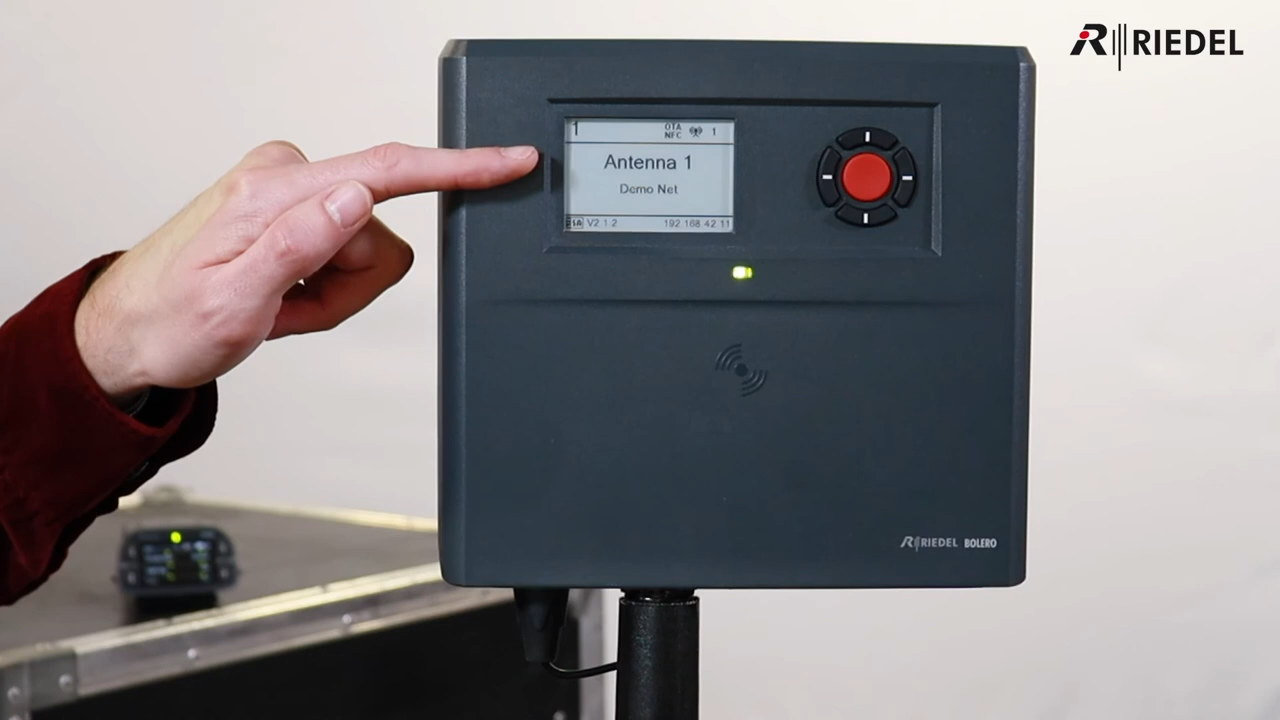 RIEDEL
1 OTA NFC 1
Antenna 1
Demo Net
V2.1.2 192.168.42.11
RIEDEL BOLERO